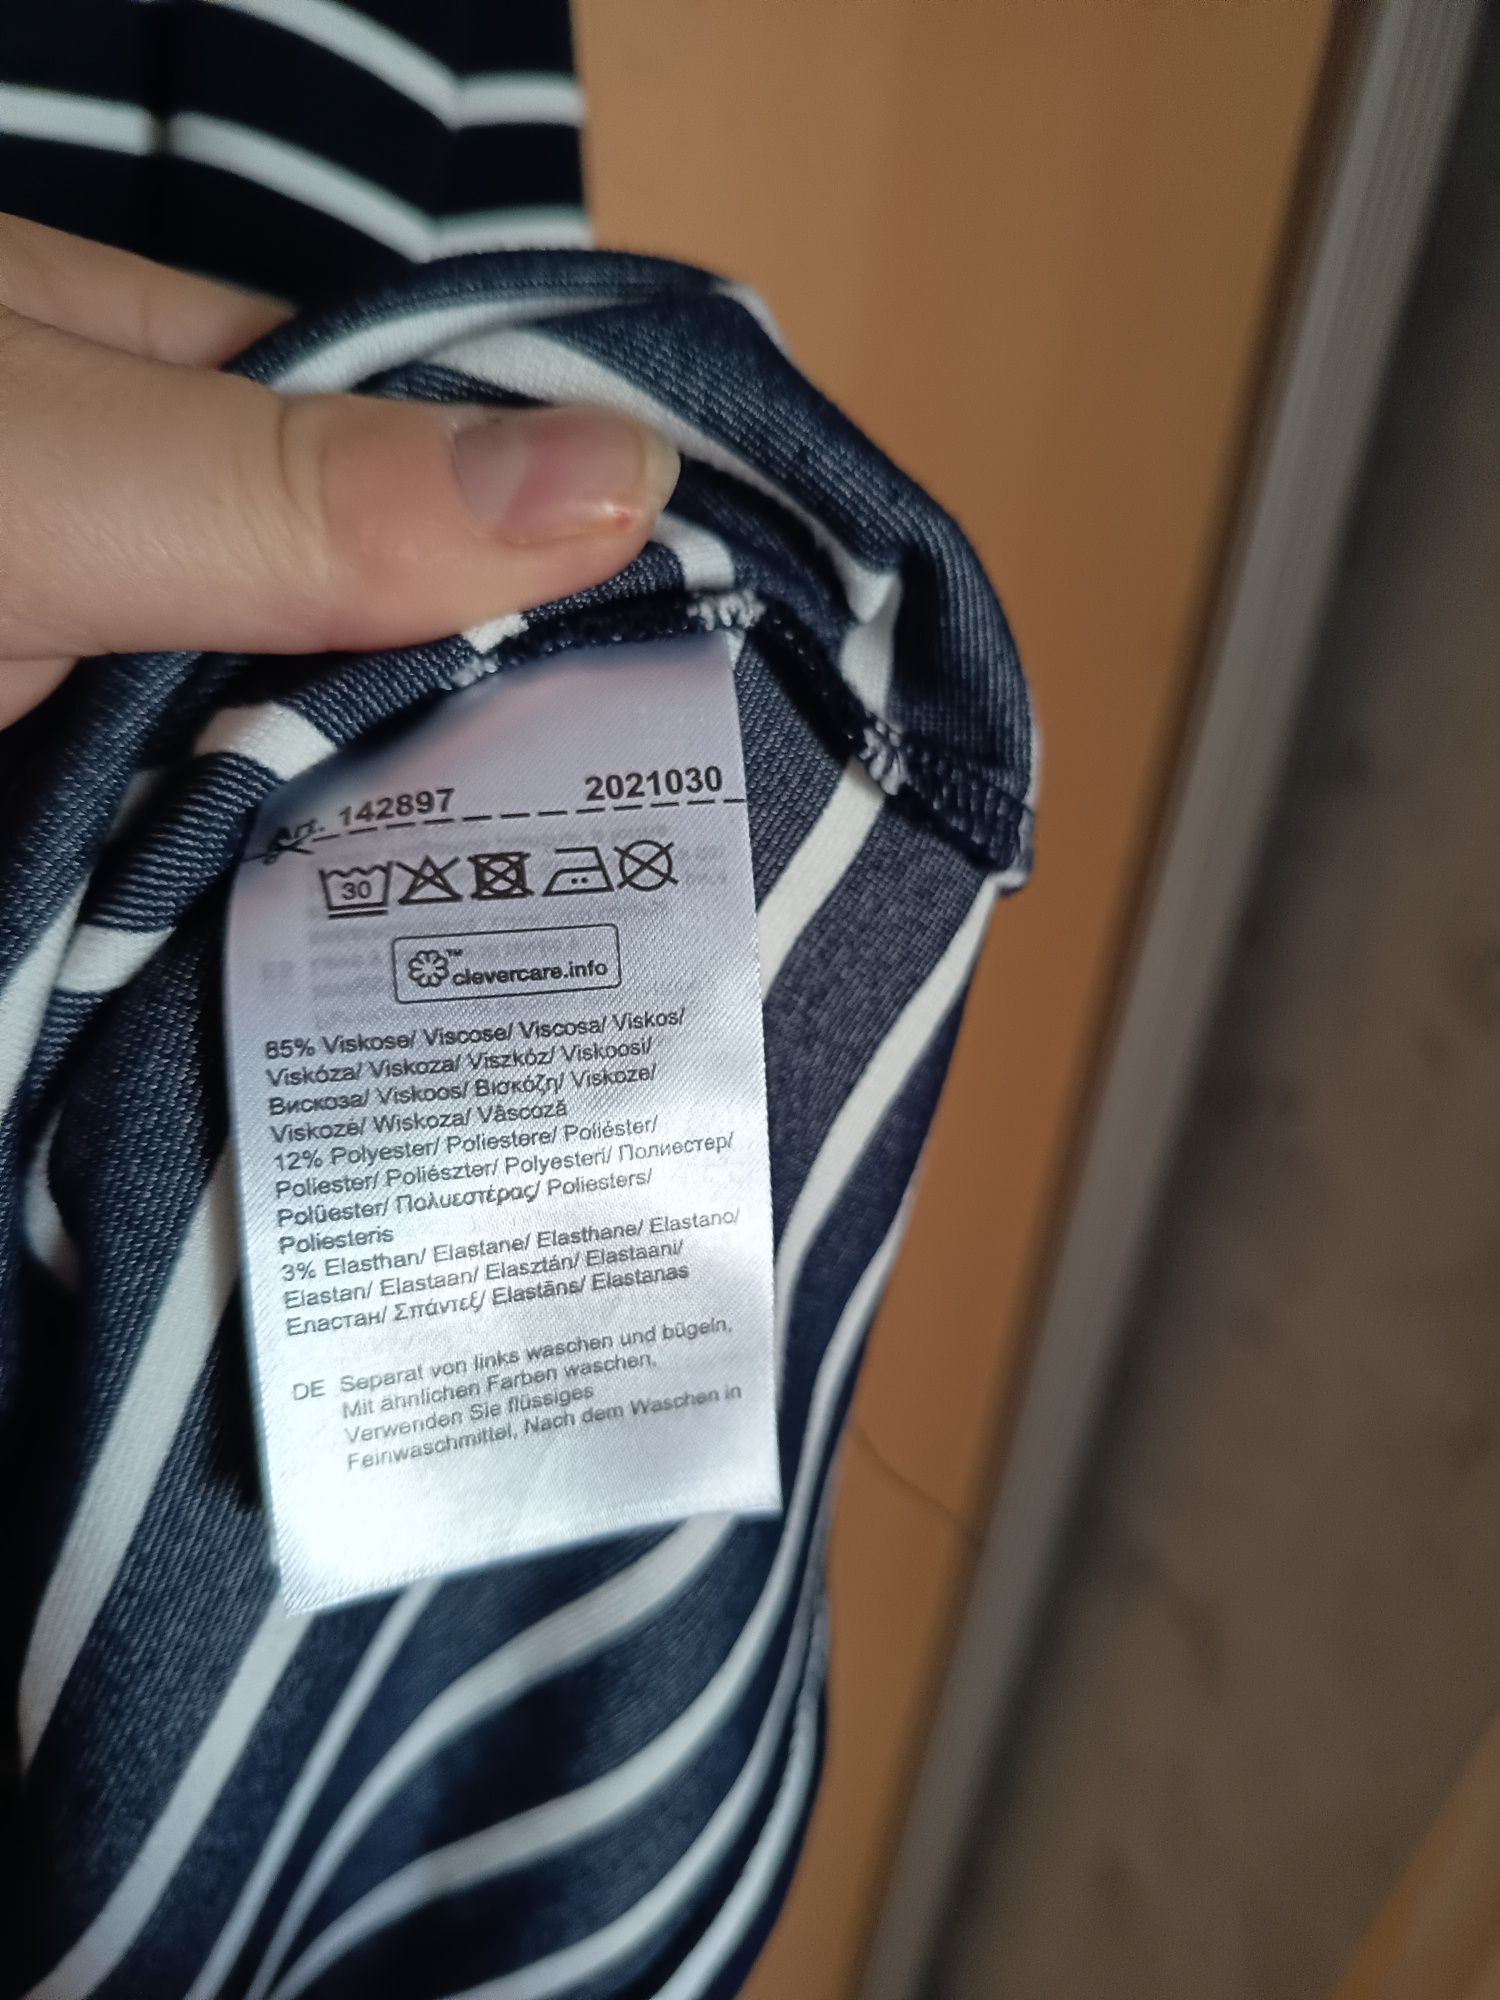 Art. 142897 2021030
30
clevercare.info
85% Viskose/ Viscose/ Viscosa/ Viskos/
Viskóza/ Viskoza/ Viszkóz/ Viskoosi/
Вискоза/ Viskoos/ Βισκόζη/ Viskoze/
Viskozė/ Wiskoza/ Vâscoză
12% Polyester/ Poliestere/ Poliéster/
Poliester/ Poliészter/ Polyesteri/ Полиестер/
Polüester/ Πολυεστέρας/ Poliesters/
Poliesteris
3% Elasthan/ Elastane/ Elasthane/ Elastano/
Elastan/ Elastaan/ Elasztán/ Elastaani/
Еластан/ Σπάντεξ/ Elastāns/ Elastanas
DE Separat von links waschen und bügeln,
Mit ähnlichen Farben waschen,
Verwenden Sie flüssiges
Feinwaschmittel, Nach dem Waschen in